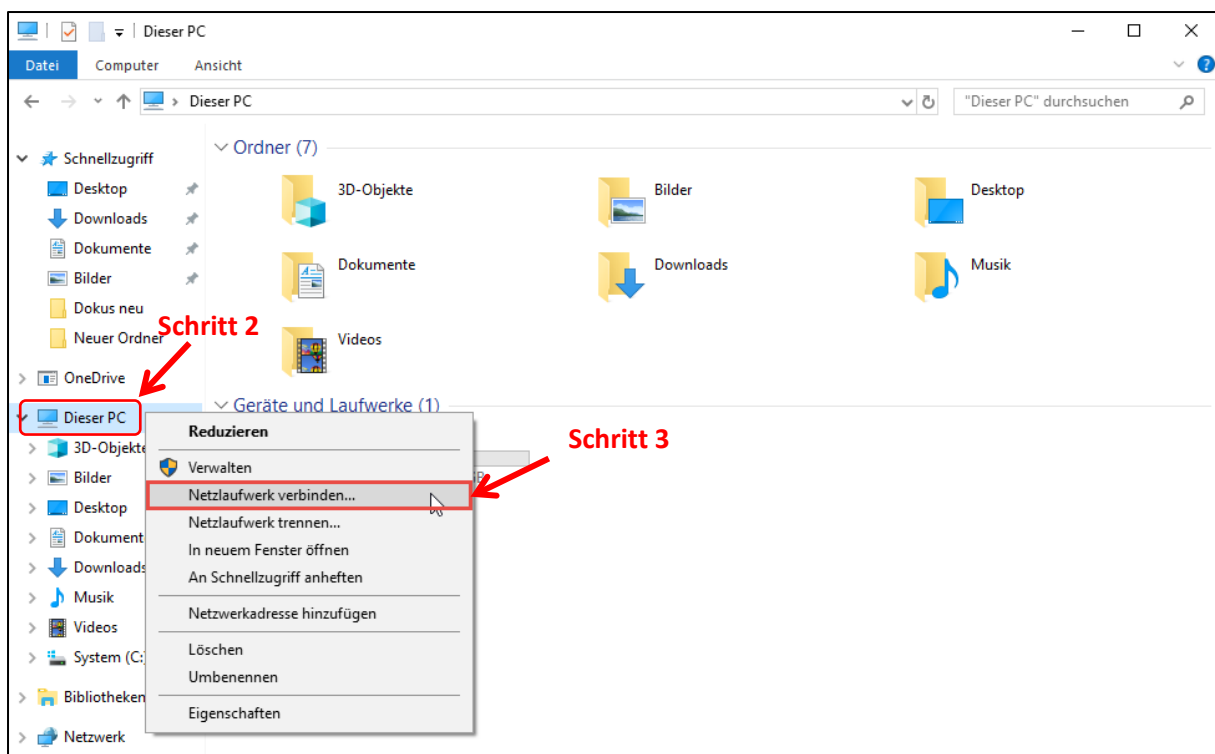 Dieser PC
Datei Computer Ansicht
Dieser PC
"Dieser PC" durchsuchen
Schnellzugriff
Desktop
Downloads
Dokumente
Bilder
Dokus neu
Neuer Ordner
OneDrive
Dieser PC
3D-Objekte
Bilder
Desktop
Dokument
Downloads
Musik
Videos
System (C:)
Bibliotheken
Netzwerk
Ordner (7)
3D-Objekte
Bilder
Desktop
Dokumente
Downloads
Musik
Videos
Geräte und Laufwerke (1)
Schritt 2
Reduzieren
Verwalten
Netzlaufwerk verbinden...
Netzlaufwerk trennen...
In neuem Fenster öffnen
An Schnellzugriff anheften
Netzwerkadresse hinzufügen
Löschen
Umbenennen
Eigenschaften
Schritt 3